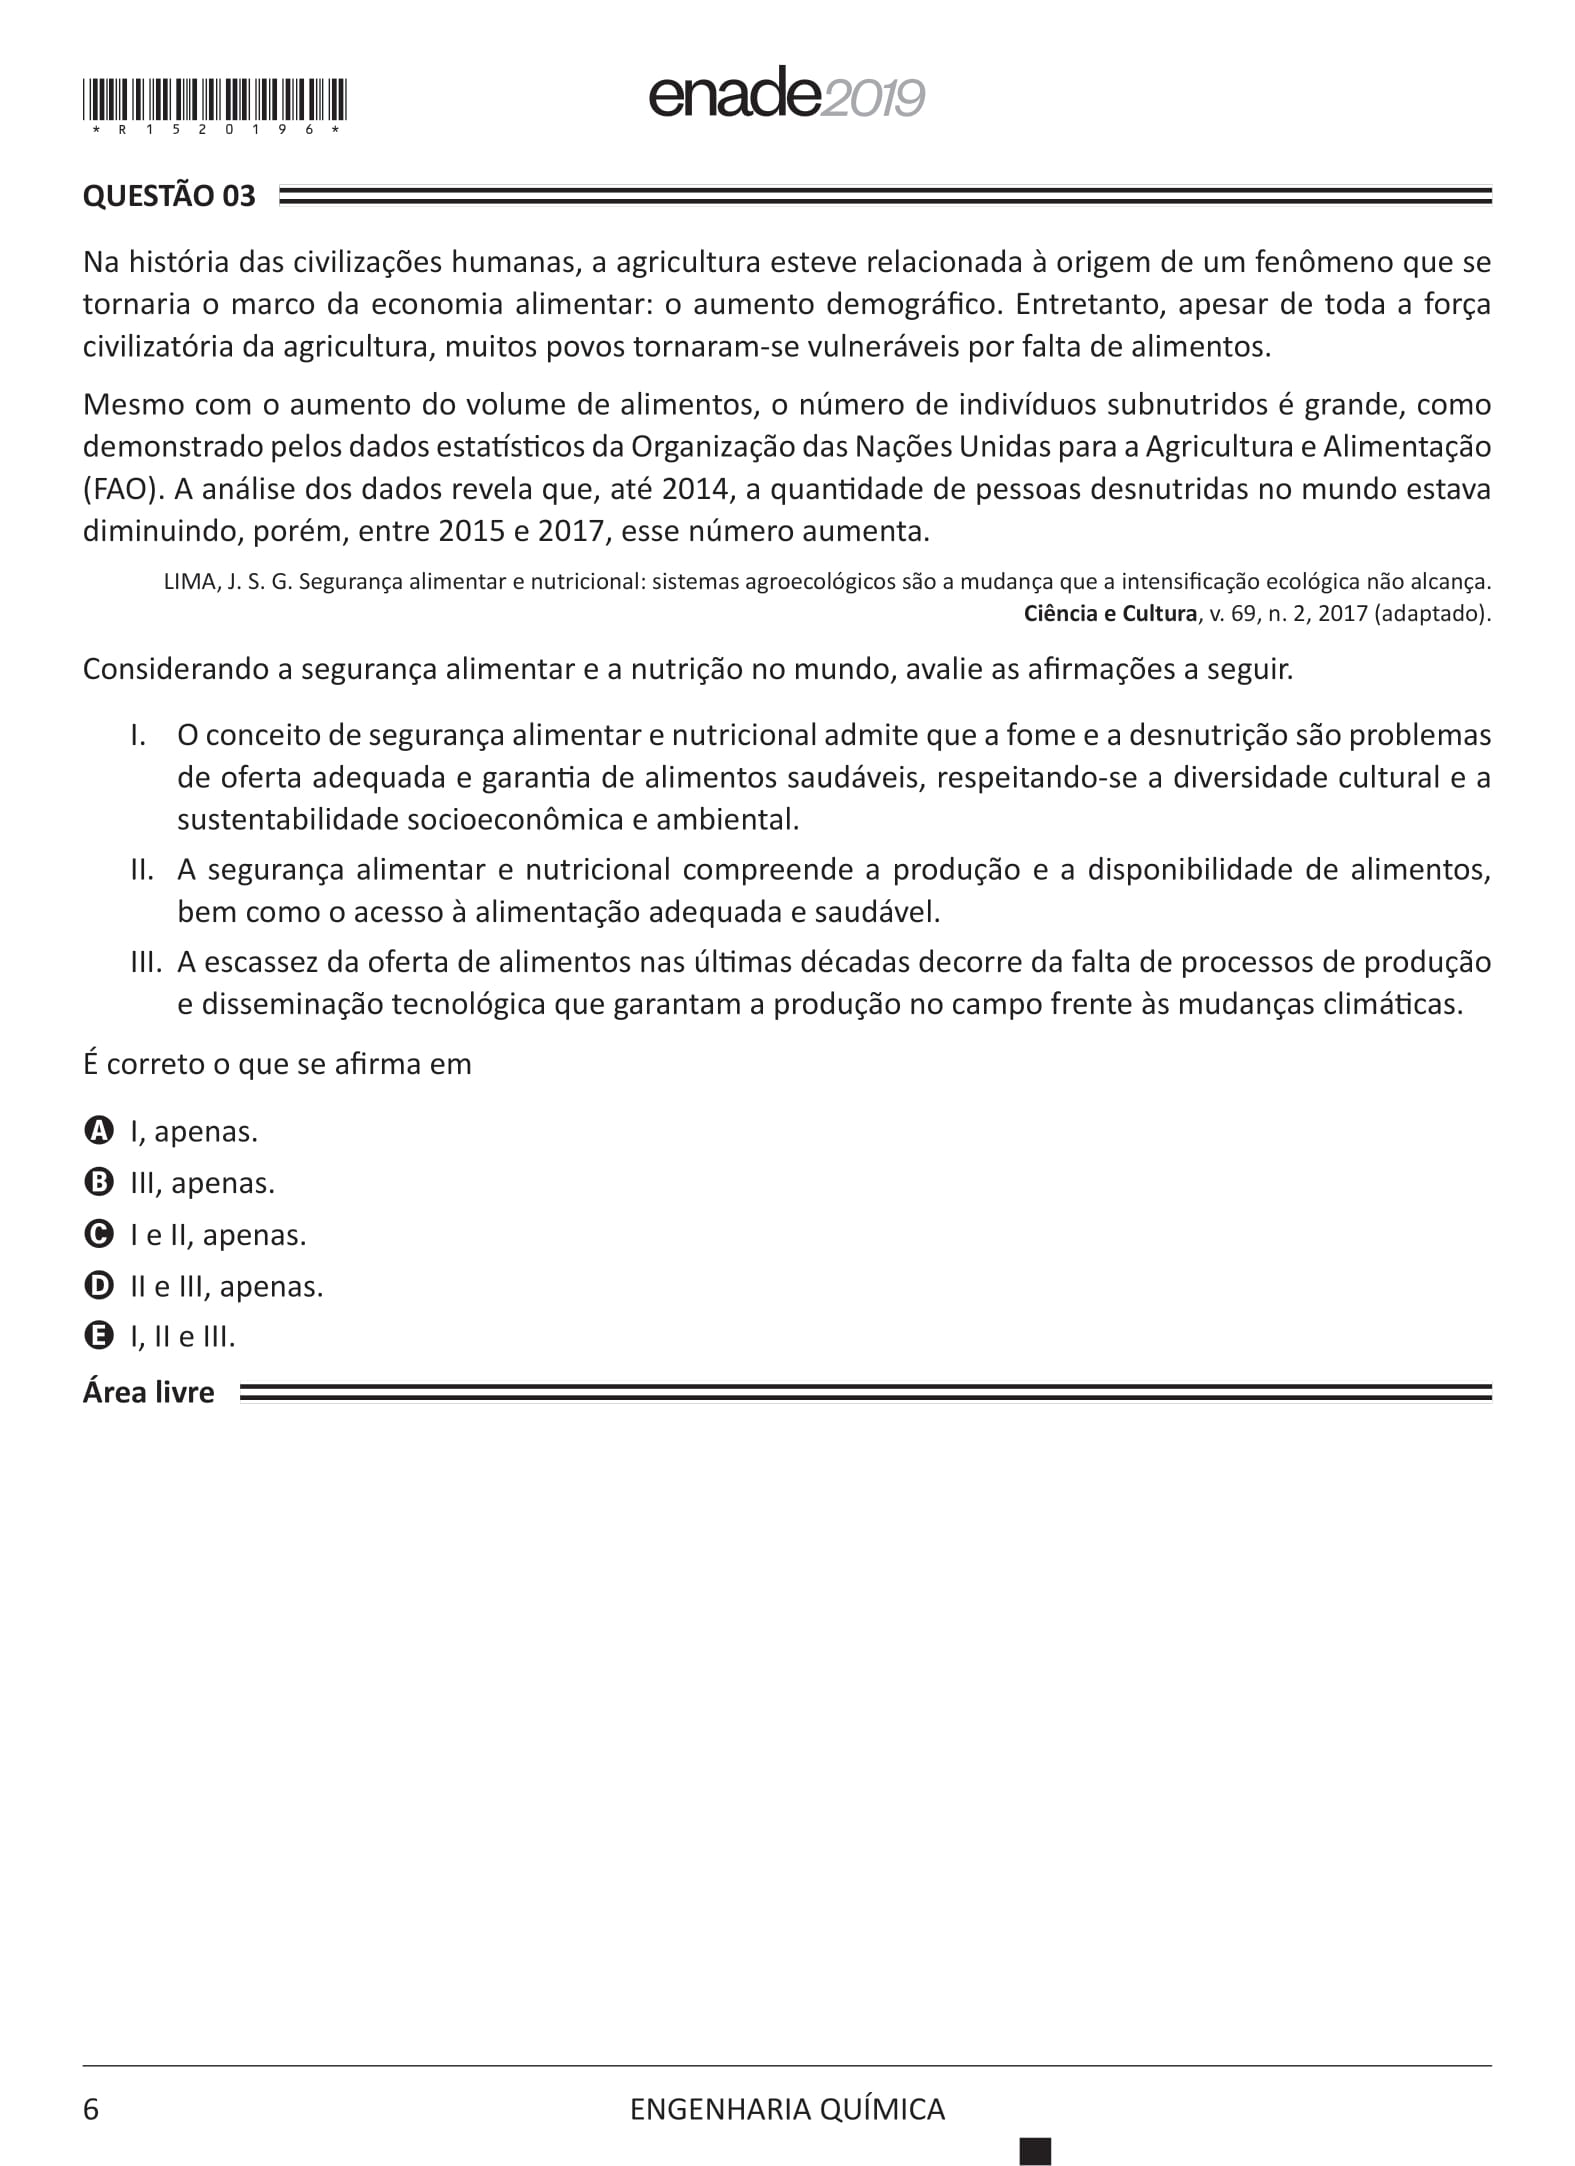 * R 1 5 2 0 1 9 6 *
enade2019
QUESTÃO 03
Na história das civilizações humanas, a agricultura esteve relacionada à origem de um fenômeno que se
tornaria o marco da economia alimentar: o aumento demográfico. Entretanto, apesar de toda a força
civilizatória da agricultura, muitos povos tornaram-se vulneráveis por falta de alimentos.
Mesmo com o aumento do volume de alimentos, o número de indivíduos subnutridos é grande, como
demonstrado pelos dados estatísticos da Organização das Nações Unidas para a Agricultura e Alimentação
(FAO). A análise dos dados revela que, até 2014, a quantidade de pessoas desnutridas no mundo estava
diminuindo, porém, entre 2015 e 2017, esse número aumenta.
LIMA, J. S. G. Segurança alimentar e nutricional: sistemas agroecológicos são a mudança que a intensificação ecológica não alcança.
Ciência e Cultura, v. 69, n. 2, 2017 (adaptado).
Considerando a segurança alimentar e a nutrição no mundo, avalie as afirmações a seguir.
I. O conceito de segurança alimentar e nutricional admite que a fome e a desnutrição são problemas
de oferta adequada e garantia de alimentos saudáveis, respeitando-se a diversidade cultural e a
sustentabilidade socioeconômica e ambiental.
II. A segurança alimentar e nutricional compreende a produção e a disponibilidade de alimentos,
bem como o acesso à alimentação adequada e saudável.
III. A escassez da oferta de alimentos nas últimas décadas decorre da falta de processos de produção
e disseminação tecnológica que garantam a produção no campo frente às mudanças climáticas.
É correto o que se afirma em
A I, apenas.
B III, apenas.
C I e II, apenas.
D II e III, apenas.
E I, II e III.
Área livre
6
ENGENHARIA QUÍMICA